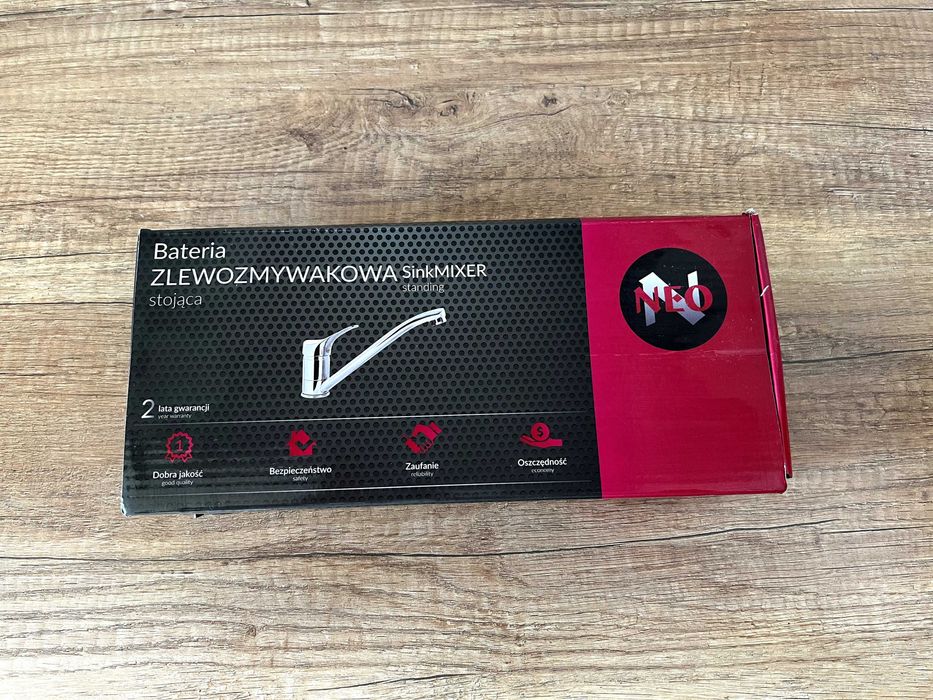 Bateria
ZLEWOZMYWAKOWA SinkMIXER
stojąca standing
2 lata gwarancji
year warranty
1
Dobra jakość
good quality
Bezpieczeństwo
safety
Zaufanie
reliability
$
Oszczędność
economy
N
NEO